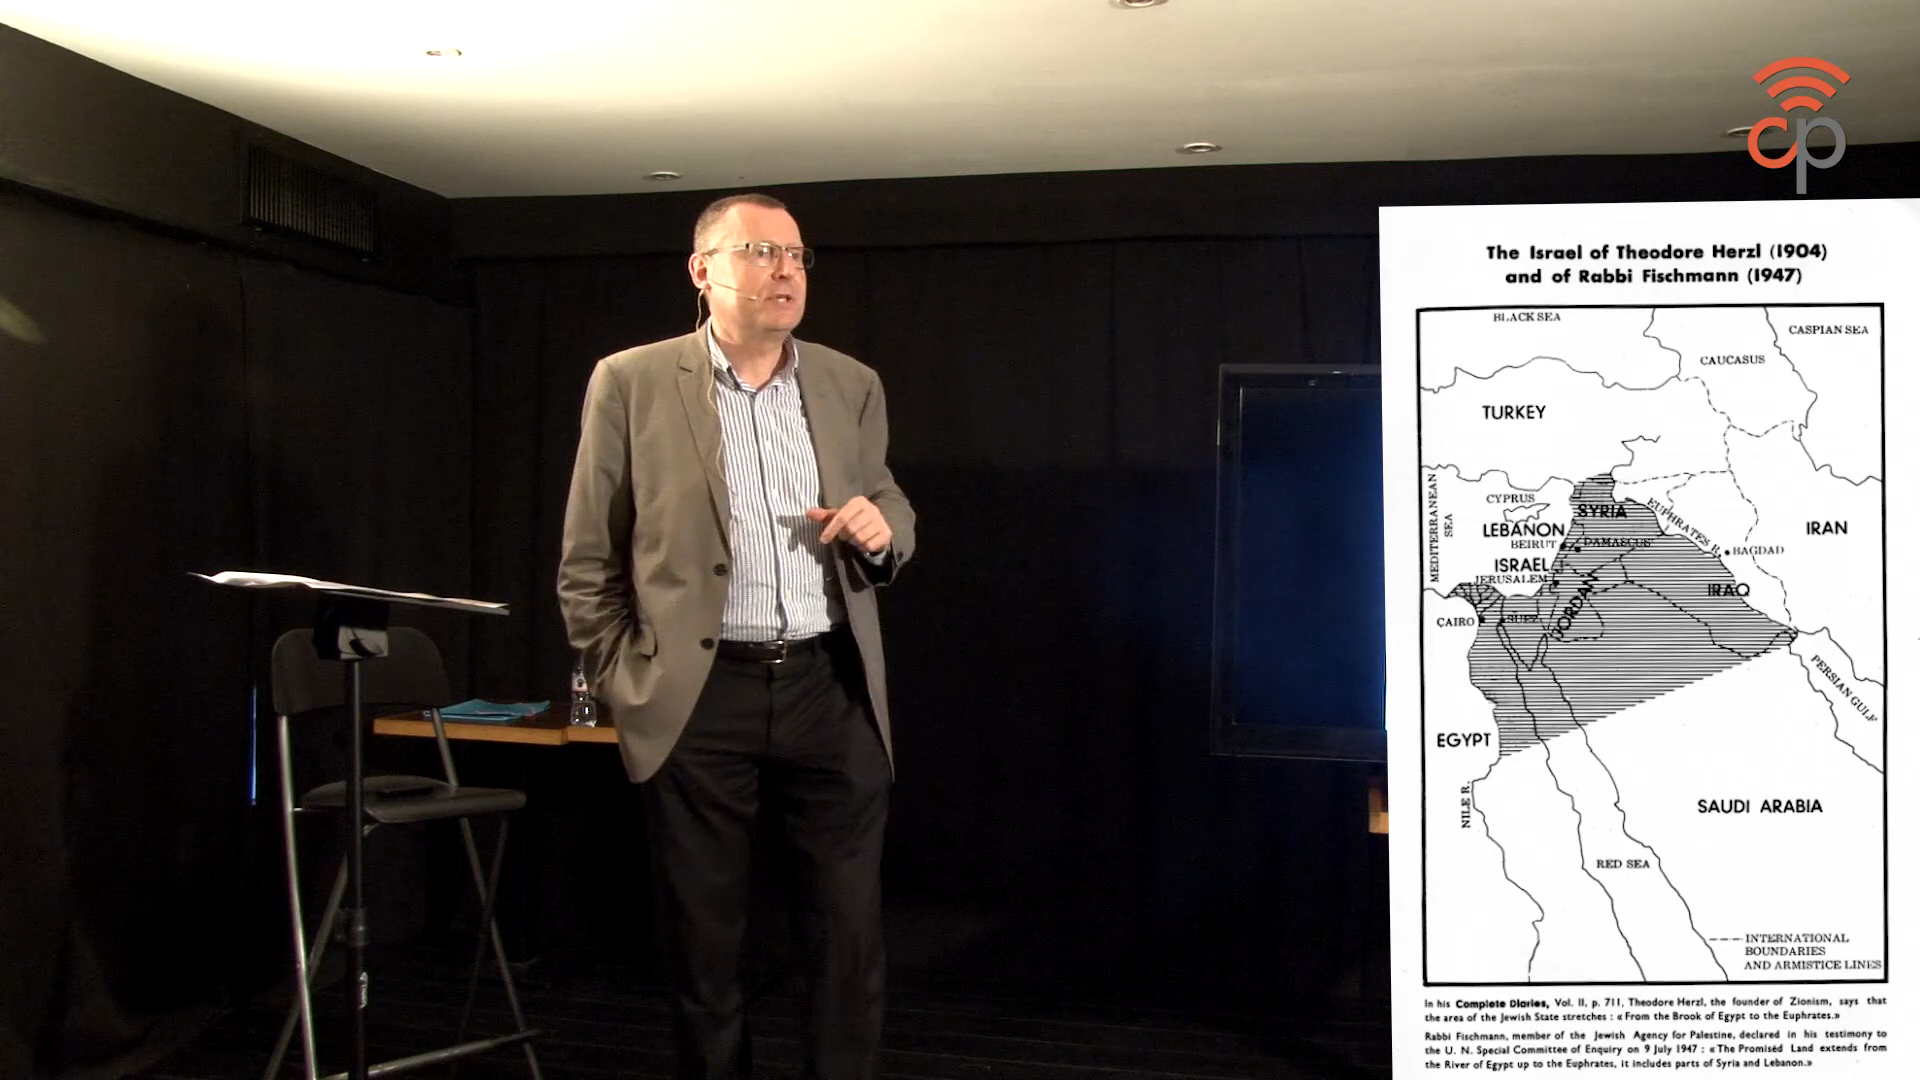 cp
The Israel of Theodore Herzl (1904)
and of Rabbi Fischmann (1947)
BLACK SEA
CASPIAN SEA
CAUCASUS
TURKEY
MEDITERRANEAN
SEA
CYPRUS
SYRIA
EUPHRATES R.
LEBANON
IRAN
BEIRUT
DAMASCUS
BAGDAD
ISRAEL
JERUSALEM
IRAQ
JORDAN
CAIRO
SUEZ
PERSIAN GULF
EGYPT
NILE R.
SAUDI ARABIA
RED SEA
INTERNATIONAL
BOUNDARIES
AND ARMISTICE LINES
In his Complete Diaries, Vol. II, p. 711, Theodore Herzl, the founder of Zionism, says that
the area of the Jewish State stretches : « From the Brook of Egypt to the Euphrates.»
Rabbi Fischmann, member of the Jewish Agency for Palestine, declared in his testimony to
the U. N. Special Committee of Enquiry on 9 July 1947 : « The Promiséd Land extends from
the River of Egypt up to the Euphrates, it includes parts of Syria and Lebanon.»